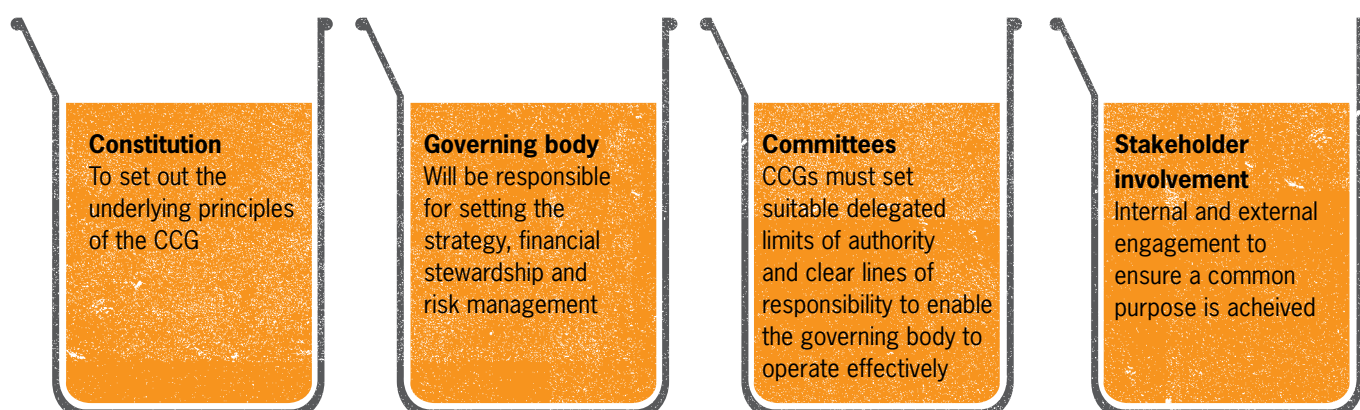 Constitution
To set out the
underlying principles
of the CCG
Governing body
Will be responsible
for setting the
strategy, financial
stewardship and
risk management
Committees
CCGs must set
suitable delegated
limits of authority
and clear lines of
responsibility to enable
the governing body to
operate effectively
Stakeholder
involvement
Internal and external
engagement to
ensure a common
purpose is acheived